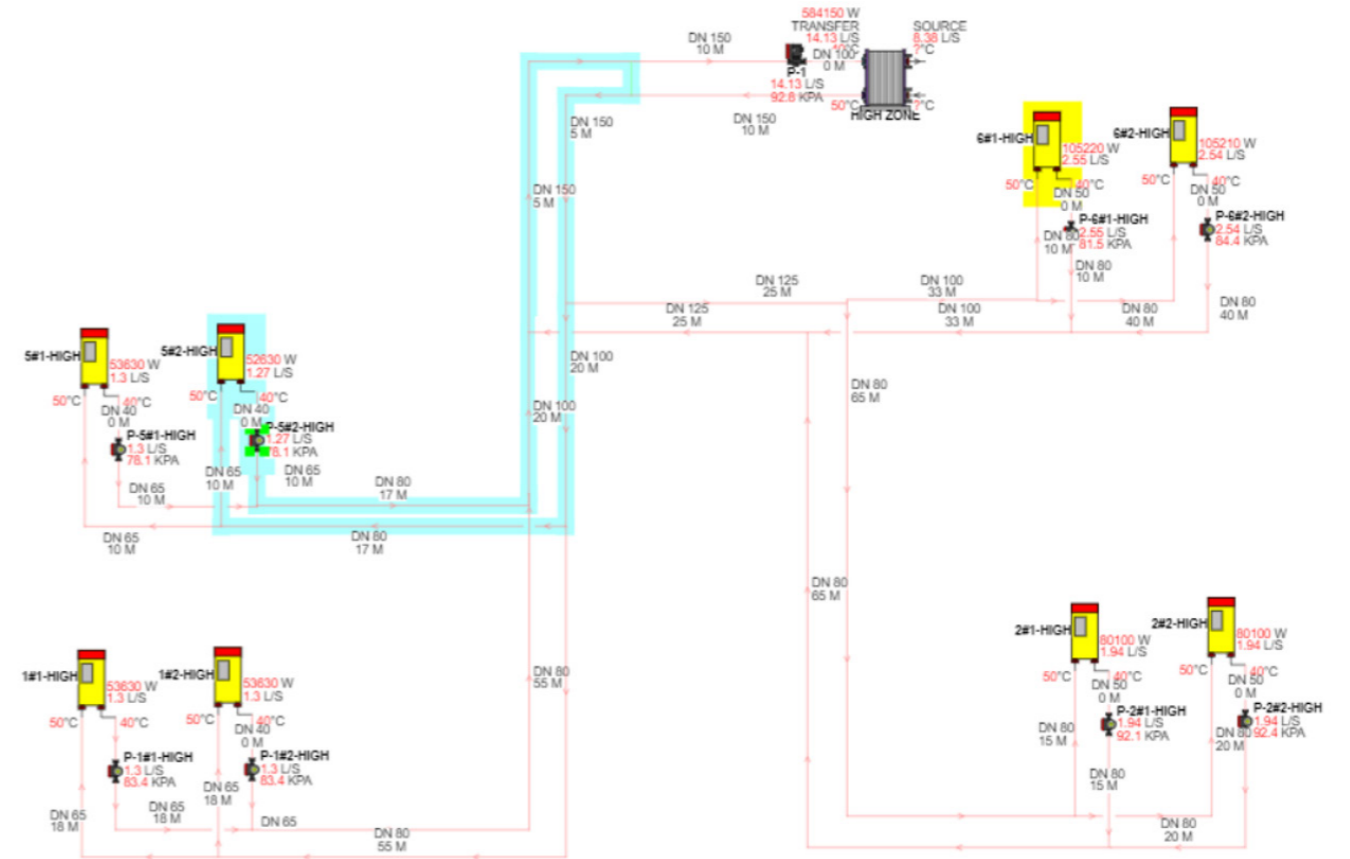 584150 W
TRANSFER
14.13 L/S
SOURCE
8.38 L/S
DN 150
10 M
DN 100
0 M
?°C
P-1
14.13 L/S
92.8 KPA
50°C
?°C
HIGH ZONE
DN 150
10 M
DN 150
5 M
DN 150
5 M
6#1-HIGH
105220 W
2.55 L/S
50°C
40°C
DN 50
0 M
P-6#1-HIGH
2.55 L/S
81.5 KPA
DN 80
10 M
DN 80
10 M
6#2-HIGH
105210 W
2.54 L/S
50°C
40°C
DN 50
0 M
P-6#2-HIGH
2.54 L/S
84.4 KPA
DN 80
40 M
DN 80
40 M
DN 125
25 M
DN 100
33 M
DN 125
25 M
DN 100
33 M
5#1-HIGH
53630 W
1.3 L/S
50°C
40°C
DN 40
0 M
P-5#1-HIGH
1.3 L/S
78.1 KPA
DN 65
10 M
DN 65
10 M
5#2-HIGH
52630 W
1.27 L/S
50°C
40°C
DN 40
0 M
P-5#2-HIGH
1.27 L/S
78.1 KPA
DN 65
10 M
DN 65
10 M
DN 80
17 M
DN 80
17 M
DN 100
20 M
DN 100
20 M
DN 80
65 M
DN 80
65 M
1#1-HIGH
53630 W
1.3 L/S
50°C
40°C
P-1#1-HIGH
1.3 L/S
83.4 KPA
DN 65
18 M
DN 65
18 M
1#2-HIGH
53630 W
1.3 L/S
50°C
40°C
DN 40
0 M
P-1#2-HIGH
1.3 L/S
83.4 KPA
DN 65
18 M
DN 65
DN 80
55 M
DN 80
55 M
2#1-HIGH
80100 W
1.94 L/S
50°C
40°C
DN 50
0 M
P-2#1-HIGH
1.94 L/S
92.1 KPA
DN 80
15 M
DN 80
15 M
2#2-HIGH
80100 W
1.94 L/S
50°C
40°C
DN 50
0 M
P-2#2-HIGH
1.94 L/S
92.4 KPA
DN 80
20 M
DN 80
20 M